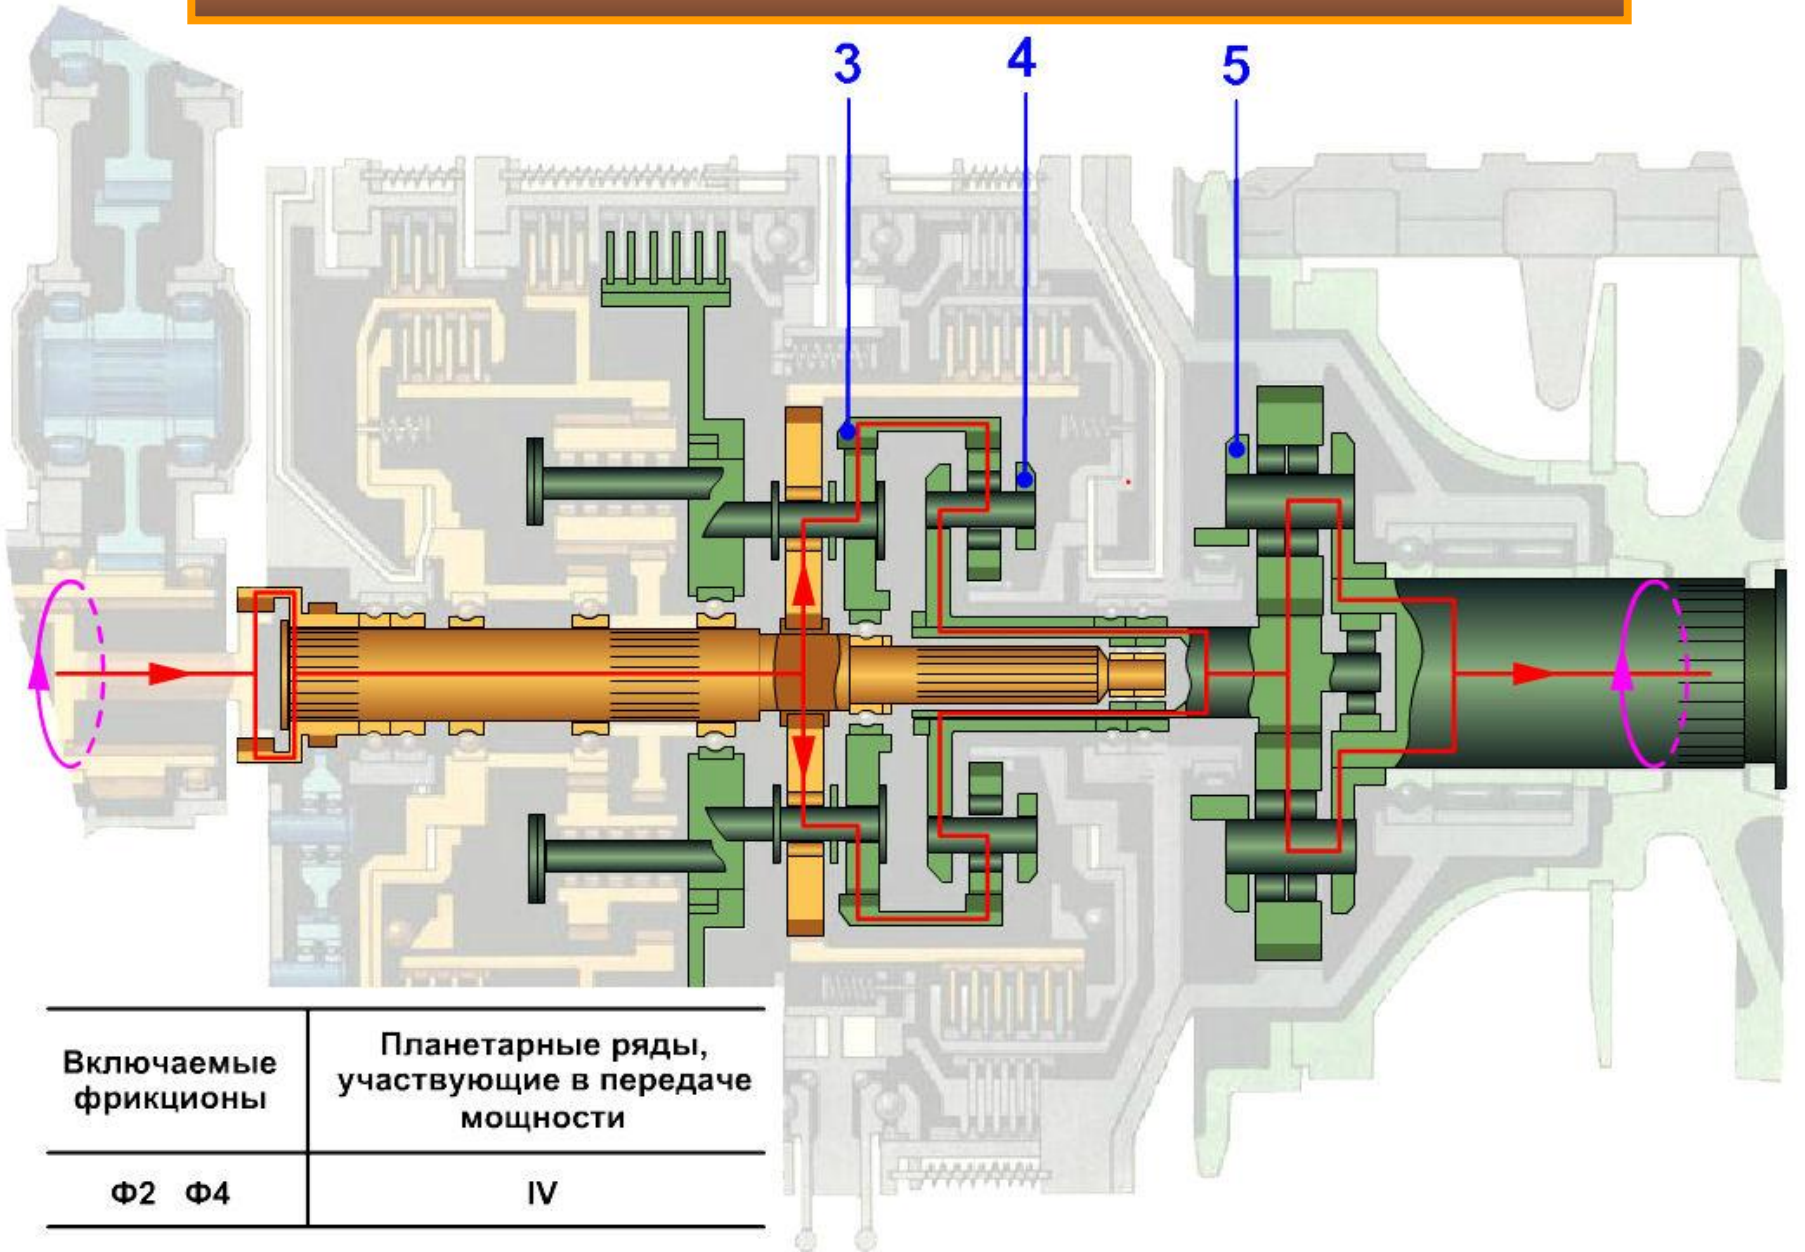 3
4
5
Включаемые
фрикционы
Планетарные ряды,
участвующие в передаче
мощности
Ф2 Ф4
IV